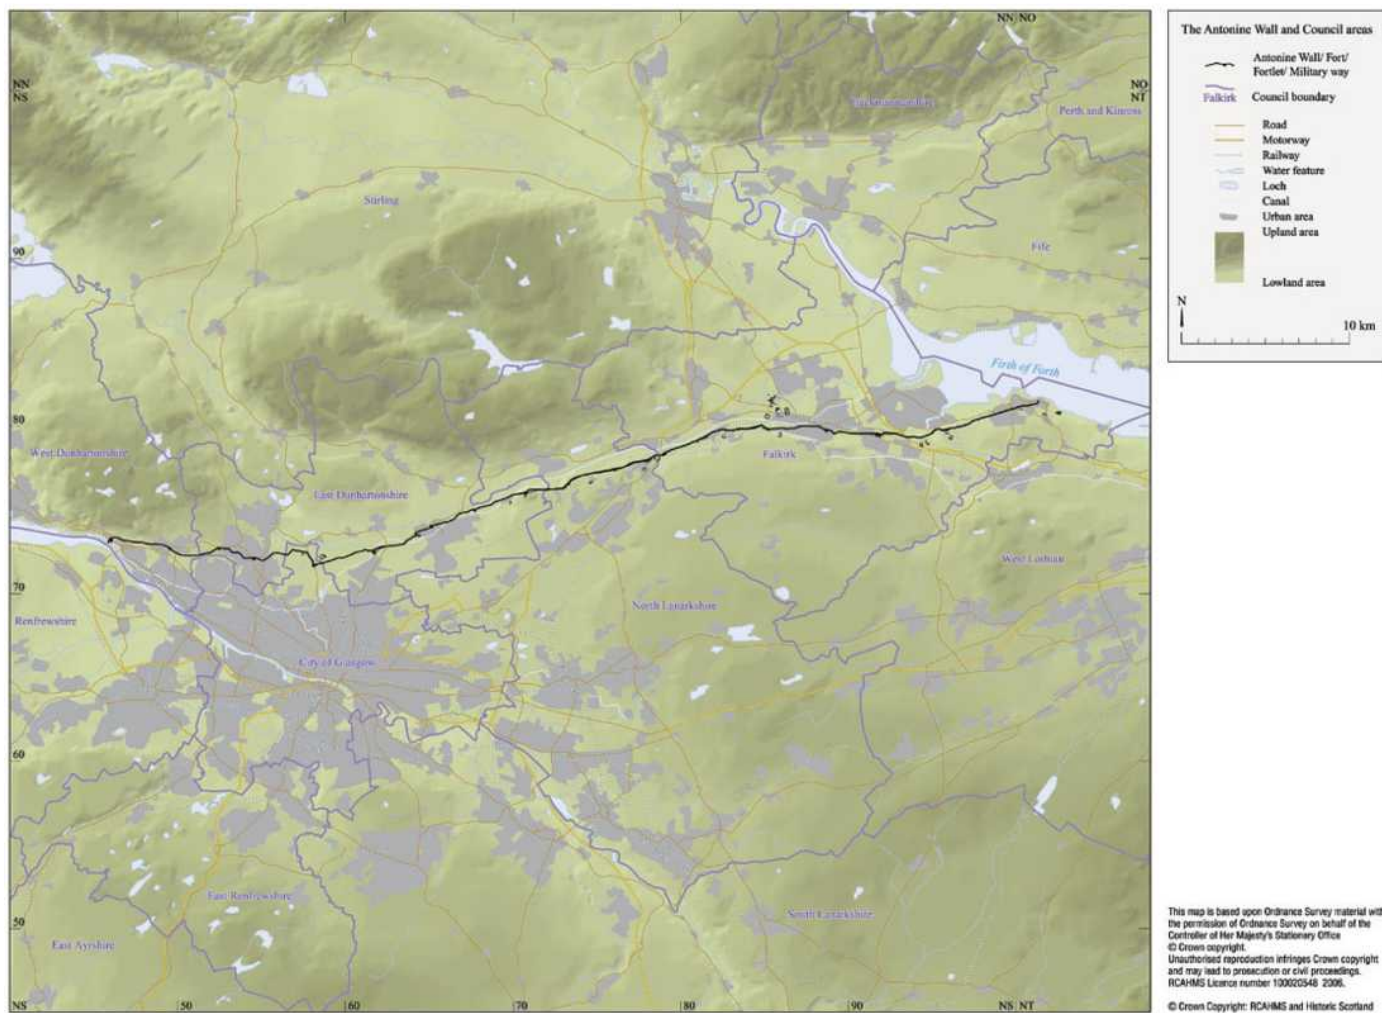 NN NO
NN
NS
NO
NT
Clackmannanshire
Perth and Kinross
Stirling
90
Fife
Firth of Forth
80
West Dunbartonshire
Falkirk
East Dunbartonshire
West Lothian
70
North Lanarkshire
Renfrewshire
City of Glasgow
60
East Renfrewshire
South Lanarkshire
50
East Ayrshire
NS
50
60
70
80
90
NS NT
The Antonine Wall and Council areas
Antonine Wall/ Fort/
Fortlet/ Military way
Falkirk Council boundary
Road
Motorway
Railway
Water feature
Loch
Canal
Urban area
Upland area
Lowland area
N
10 km
This map is based upon Ordnance Survey material with
the permission of Ordnance Survey on behalf of the
Controller of Her Majesty's Stationery Office
© Crown copyright.
Unauthorised reproduction infringes Crown copyright
and may lead to prosecution or civil proceedings.
RCAHMS Licence number 100020548 2006.
© Crown Copyright: RCAHMS and Historic Scotland